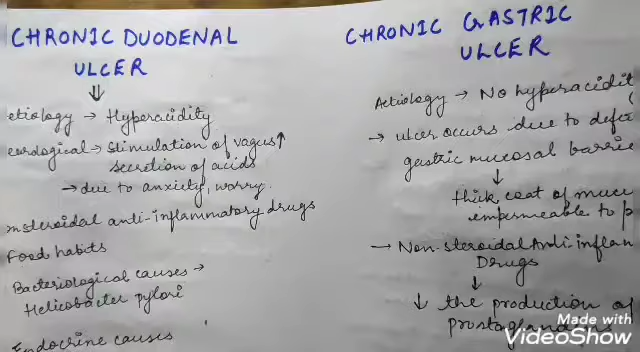 CHRONIC DUODENAL
ULCER
↓
etiology → Hyperacidity
eurological → Stimulation of vagus↑
secretion of acids
→ due to anxiety, worry.
nsteroidal anti-inflammatory drugs
Food habits
Bacteriological causes →
Helicobacter pylori
Endocrine causes
CHRONIC GASTRIC
ULCER
Aetiology → No hyperacidit
→ ulcer occurs due to defe
gastric mucosal barrie
↓
thick coat of mucu
impermeable to p
→ Non-steroidal Anti-inflam
Drugs
↓
↓ the production of
prostaglandins
Made with
VideoShow